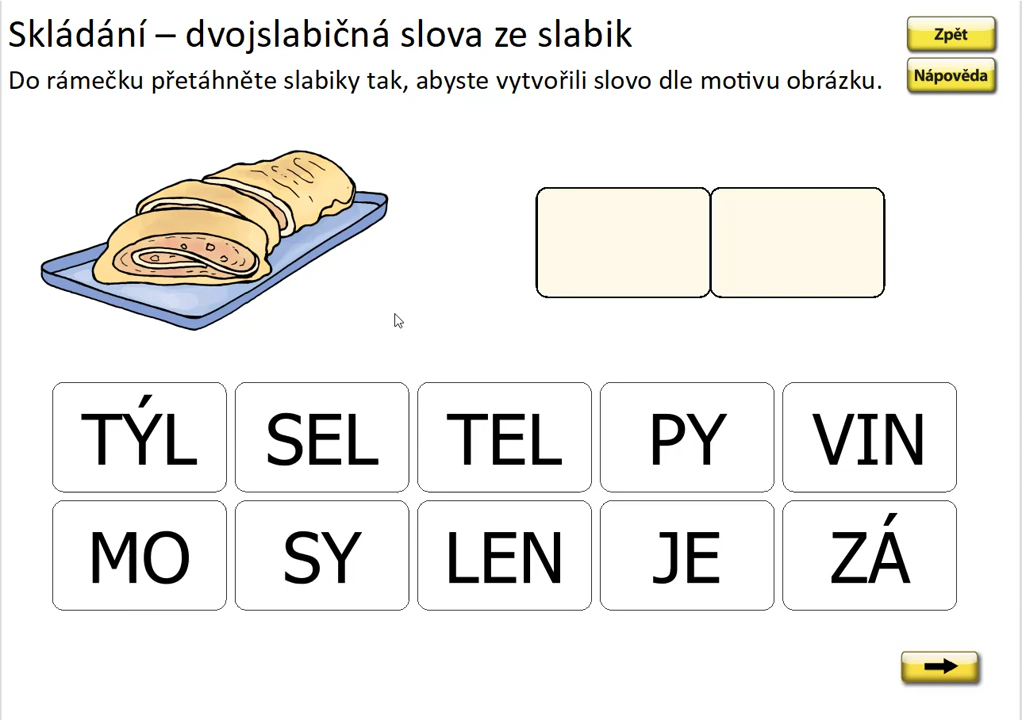 Skládání – dvojslabičná slova ze slabik
Zpět
Do rámečku přetáhněte slabiky tak, abyste vytvořili slovo dle motivu obrázku.
Nápověda
TÝL SEL TEL PY VIN
MO SY LEN JE ZÁ